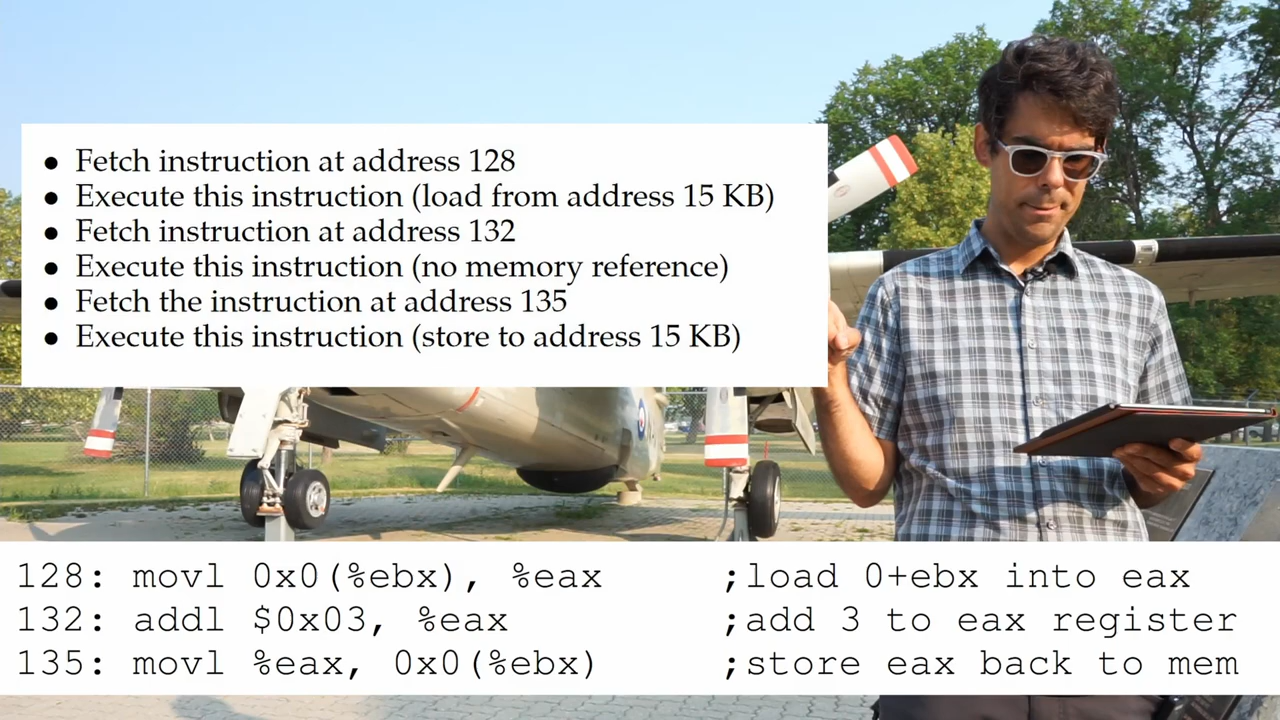 ● Fetch instruction at address 128
● Execute this instruction (load from address 15 KB)
● Fetch instruction at address 132
● Execute this instruction (no memory reference)
● Fetch the instruction at address 135
● Execute this instruction (store to address 15 KB)
128: movl 0x0(%ebx), %eax ;load 0+ebx into eax
132: addl $0x03, %eax ;add 3 to eax register
135: movl %eax, 0x0(%ebx) ;store eax back to mem